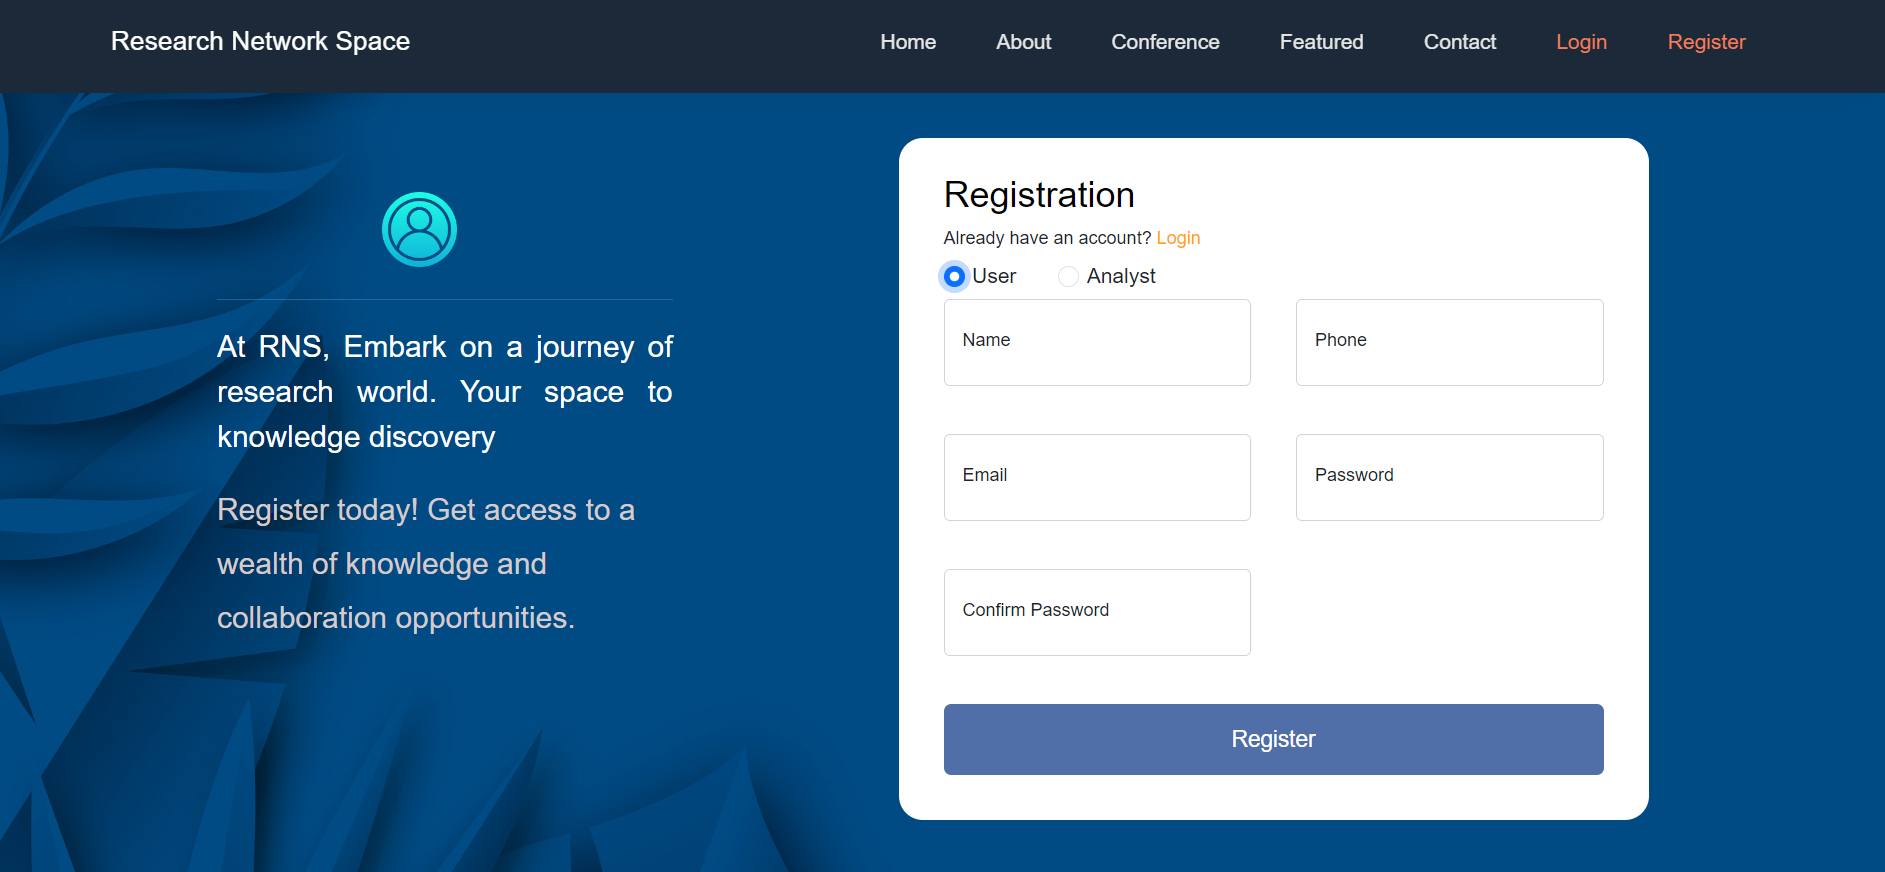 Research Network Space
Home About Conference Featured Contact Login Register
At RNS, Embark on a journey of
research world. Your space to
knowledge discovery
Register today! Get access to a
wealth of knowledge and
collaboration opportunities.
Registration
Already have an account? Login
User Analyst
Name Phone
Email Password
Confirm Password
Register